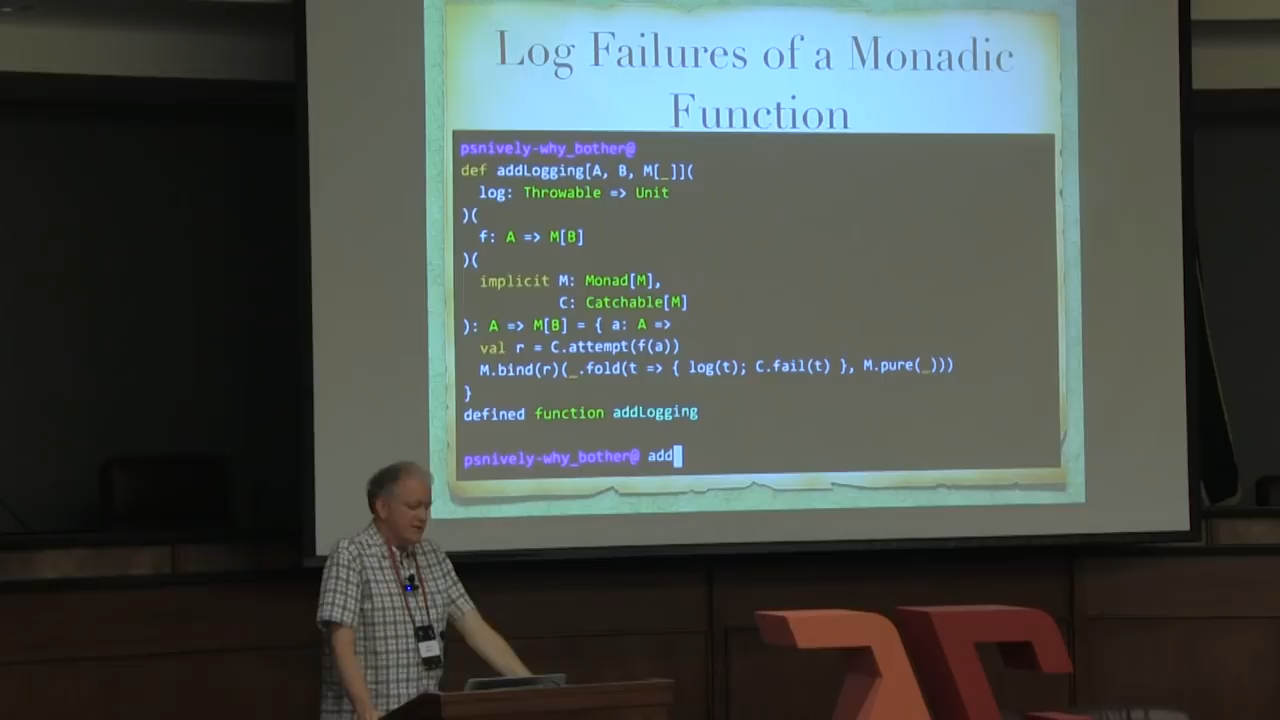 Log Failures of a Monadic
Function
psnively-why_bother@
def addLogging[A, B, M[_]](
log: Throwable => Unit
)(
f: A => M[B]
)(
implicit M: Monad[M],
C: Catchable[M]
): A => M[B] = { a: A =>
val r = C.attempt(f(a))
M.bind(r)(_.fold(t => { log(t); C.fail(t) }, M.pure(_)))
}
defined function addLogging
psnively-why_bother@ add